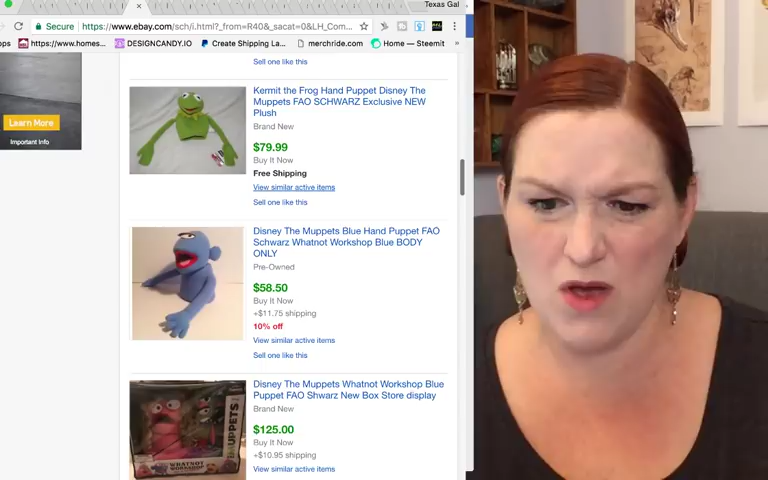 Texas Gal
Secure https://www.ebay.com/sch/i.html?_from=R40&_sacat=0&LH_Com...
ops https://www.homes... DESIGNCANDY.IO Create Shipping La... merchride.com Home — Steemit »
Sell one like this
Learn More
Important Info
Kermit the Frog Hand Puppet Disney The
Muppets FAO SCHWARZ Exclusive NEW
Plush
Brand New
$79.99
Buy It Now
Free Shipping
View similar active items
Sell one like this
Disney The Muppets Blue Hand Puppet FAO
Schwarz Whatnot Workshop Blue BODY
ONLY
Pre-Owned
$58.50
Buy It Now
+$11.75 shipping
10% off
View similar active items
Sell one like this
Disney The Muppets Whatnot Workshop Blue
Puppet FAO Shwarz New Box Store display
Brand New
$125.00
Buy It Now
+$10.95 shipping
View similar active items
MUPPETS
WHATNOT